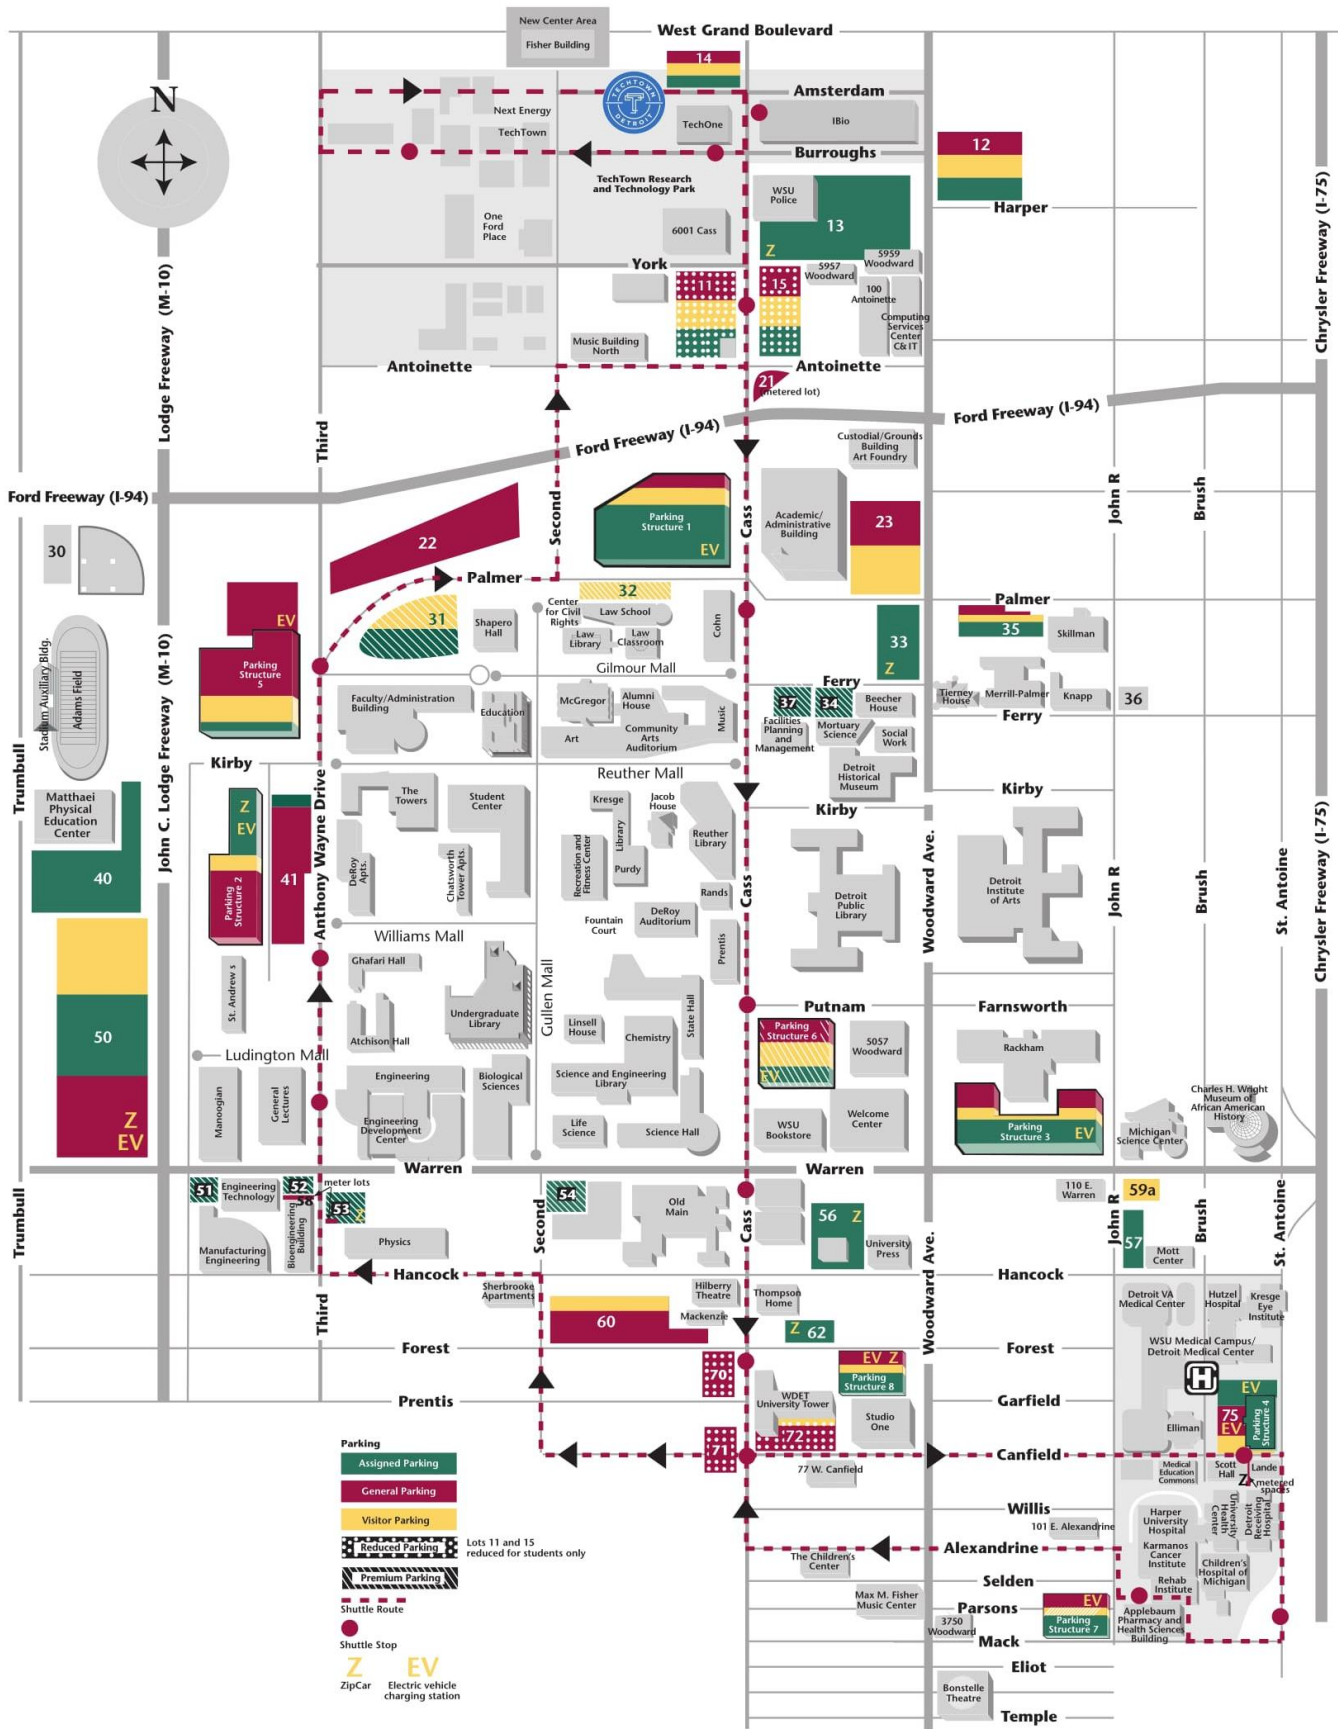 New Center Area
Fisher Building
West Grand Boulevard
14
N
TECHTOWN
T
DETROIT
Amsterdam
Next Energy
TechTown
TechOne
IBio
Burroughs
12
TechTown Research
and Technology Park
WSU
Police
13
Z
Harper
One
Ford
Place
6001 Cass
York
5957
Woodward
5959
Woodward
11
15
100
Antoinette
Computing
Services
Center
C& IT
Music Building
North
Antoinette
Antoinette
21
(metered lot)
Lodge Freeway (M-10)
Third
Chrysler Freeway (I-75)
Ford Freeway (I-94)
Ford Freeway (I-94)
Ford Freeway (I-94)
Custodial/Grounds
Building
Art Foundry
John R
Brush
Second
Cass
22
Parking
Structure 1
EV
Academic/
Administrative
Building
23
30
Palmer
Palmer
EV
Parking
Structure
5
31
Shapero
Hall
32
Center
for Civil
Rights
Law School
Law
Library
Law
Classroom
Cohn
33
Z
35
Skillman
Gilmour Mall
Stadium Auxiliary Bldg.
Adams Field
Faculty/Administration
Building
Education
McGregor
Alumni
House
Art
Community
Arts
Auditorium
Music
Ferry
37
34
Beecher
House
Facilities
Planning
and
Management
Mortuary
Science
Social
Work
Detroit
Historical
Museum
Tierney
House
Merrill-Palmer
Knapp
36
Ferry
Trumbull
John C. Lodge Freeway (M-10)
Kirby
Reuther Mall
Kirby
Kirby
Matthaei
Physical
Education
Center
40
Z
EV
Parking
Structure 2
41
Anthony Wayne Drive
The
Towers
Student
Center
DeRoy
Apts.
Chatsworth
Tower Apts.
Kresge
Library
Purdy
Jacob
House
Reuther
Library
Recreation and
Fitness Center
Rands
Fountain
Court
DeRoy
Auditorium
Prentis
Cass
Detroit
Public
Library
Woodward Ave.
Detroit
Institute
of Arts
John R
Brush
St. Antoine
Chrysler Freeway (I-75)
Williams Mall
50
Z
EV
St. Andrew s
Ghafari Hall
Atchison Hall
Undergraduate
Library
Gullen Mall
Linsell
House
Chemistry
State Hall
Science and Engineering
Library
Putnam
Farnsworth
Parking
Structure 6
EV
5057
Woodward
Rackham
Ludington Mall
Manoogian
General
Lectures
Engineering
Engineering
Development
Center
Biological
Sciences
Life
Science
Science Hall
WSU
Bookstore
Welcome
Center
Parking
Structure 3
EV
Michigan
Science Center
Charles H. Wright
Museum of
African American
History
Warren
Warren
Trumbull
51
Engineering
Technology
52
58
meter lots
53
Z
Manufacturing
Engineering
Bioengineering
Building
Physics
Second
54
Old
Main
Cass
56
Z
University
Press
Woodward Ave.
110 E.
Warren
59a
John R
57
Mott
Center
Brush
St. Antoine
Hancock
Hancock
Third
Sherbrooke
Apartments
60
Hilberry
Theatre
Mackenzie
Thompson
Home
Z 62
Detroit VA
Medical Center
Hutzel
Hospital
Kresge
Eye
Institute
WSU Medical Campus/
Detroit Medical Center
Forest
Forest
70
EV Z
Parking
Structure 8
H
EV
Prentis
Garfield
WDET
University Tower
72
Studio
One
75
EV
Parking
Structure 4
Elliman
71
Canfield
77 W. Canfield
Medical
Education
Commons
Scott
Hall
Lande
Z
metered
spaces
Willis
101 E. Alexandrine
Harper
University
Hospital
University
Health
Center
Detroit
Receiving
Hospital
Alexandrine
The Children's
Center
Karmanos
Cancer
Institute
Children's
Hospital of
Michigan
Selden
Rehab
Institute
Max M. Fisher
Music Center
Parsons
EV
Parking
Structure 7
Applebaum
Pharmacy and
Health Sciences
Building
3750
Woodward
Mack
Eliot
Bonstelle
Theatre
Temple
Parking
Assigned Parking
General Parking
Visitor Parking
Reduced Parking
Lots 11 and 15
reduced for students only
Premium Parking
Shuttle Route
Shuttle Stop
Z
EV
ZipCar
Electric vehicle
charging station